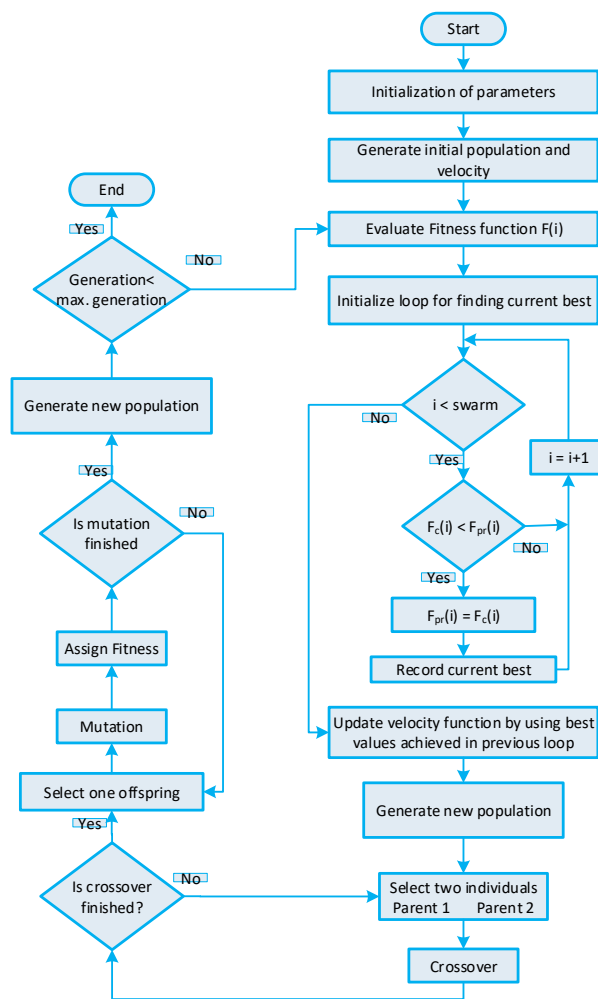 Start
Initialization of parameters
Generate initial population and
velocity
Evaluate Fitness function F(i)
Initialize loop for finding current best
i < swarm
No
Yes
i = i+1
Fc(i) < Fpr(i)
No
Yes
Fpr(i) = Fc(i)
Record current best
Update velocity function by using best
values achieved in previous loop
Generate new population
Select two individuals
Parent 1 Parent 2
Crossover
Is crossover
finished?
No
Yes
Select one offspring
Mutation
Assign Fitness
Is mutation
finished
No
Yes
Generate new population
Generation<
max. generation
No
Yes
End